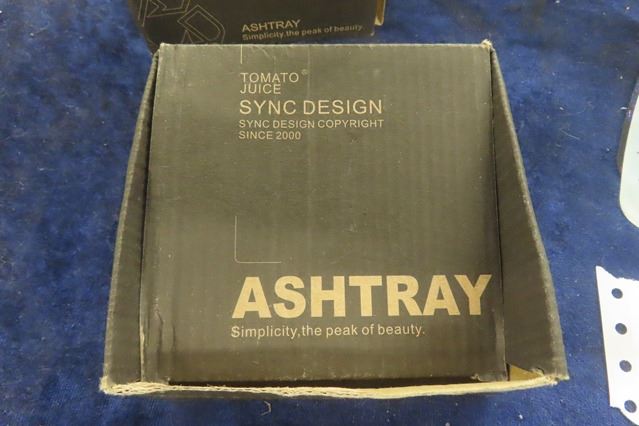 ASHTRAY
Simplicity,the peak of beauty.
TOMATO®
JUICE
SYNC DESIGN
SYNC DESIGN COPYRIGHT
SINCE 2000
ASHTRAY
Simplicity,the peak of beauty.